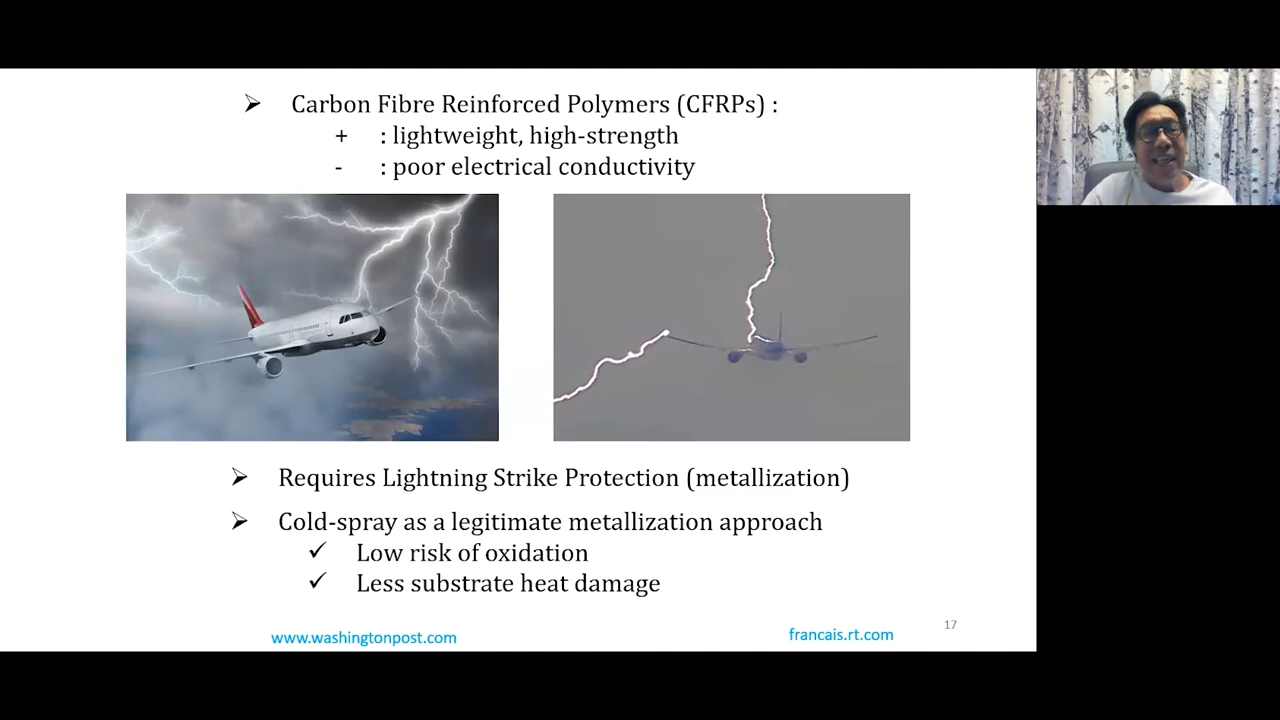 ➢ Carbon Fibre Reinforced Polymers (CFRPs) :
+ : lightweight, high-strength
- : poor electrical conductivity
➢ Requires Lightning Strike Protection (metallization)
➢ Cold-spray as a legitimate metallization approach
✓ Low risk of oxidation
✓ Less substrate heat damage
www.washingtonpost.com
francais.rt.com
17